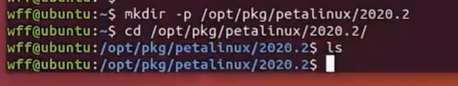 wff@ubuntu:~$ mkdir -p /opt/pkg/petalinux/2020.2
wff@ubuntu:~$ cd /opt/pkg/petalinux/2020.2/
wff@ubuntu:/opt/pkg/petalinux/2020.2$ ls
wff@ubuntu:/opt/pkg/petalinux/2020.2$